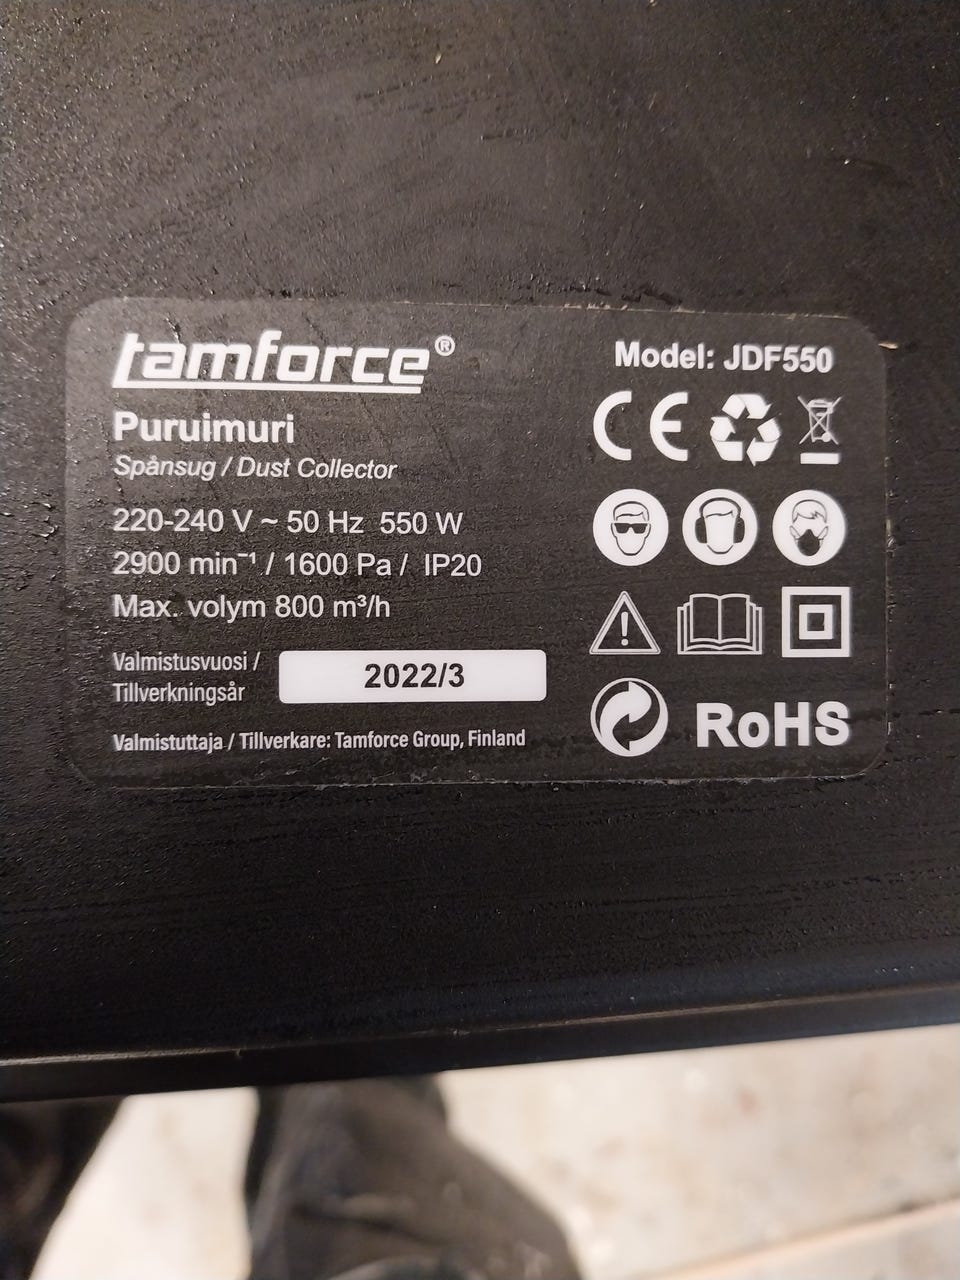 tamforce®
Puruimuri
Spånsug / Dust Collector
220-240 V ~ 50 Hz 550 W
2900 min⁻¹ / 1600 Pa / IP20
Max. volym 800 m³/h
Valmistusvuosi /
Tillverkningsår
2022/3
Valmistuttaja / Tillverkare: Tamforce Group, Finland
Model: JDF550
CE
RoHS